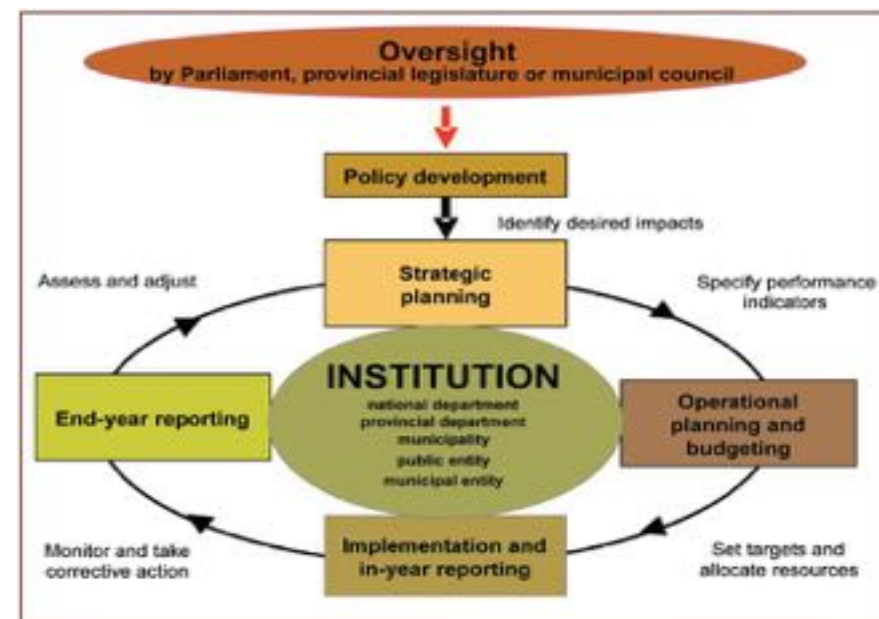 Oversight
by Parliament, provincial legislature or municipal council
Policy development
Identify desired impacts
Strategic
planning
Assess and adjust
Specify performance
indicators
INSTITUTION
national department
provincial department
municipality
public entity
municipal entity
End-year reporting
Operational
planning and
budgeting
Monitor and take
corrective action
Implementation and
in-year reporting
Set targets and
allocate resources